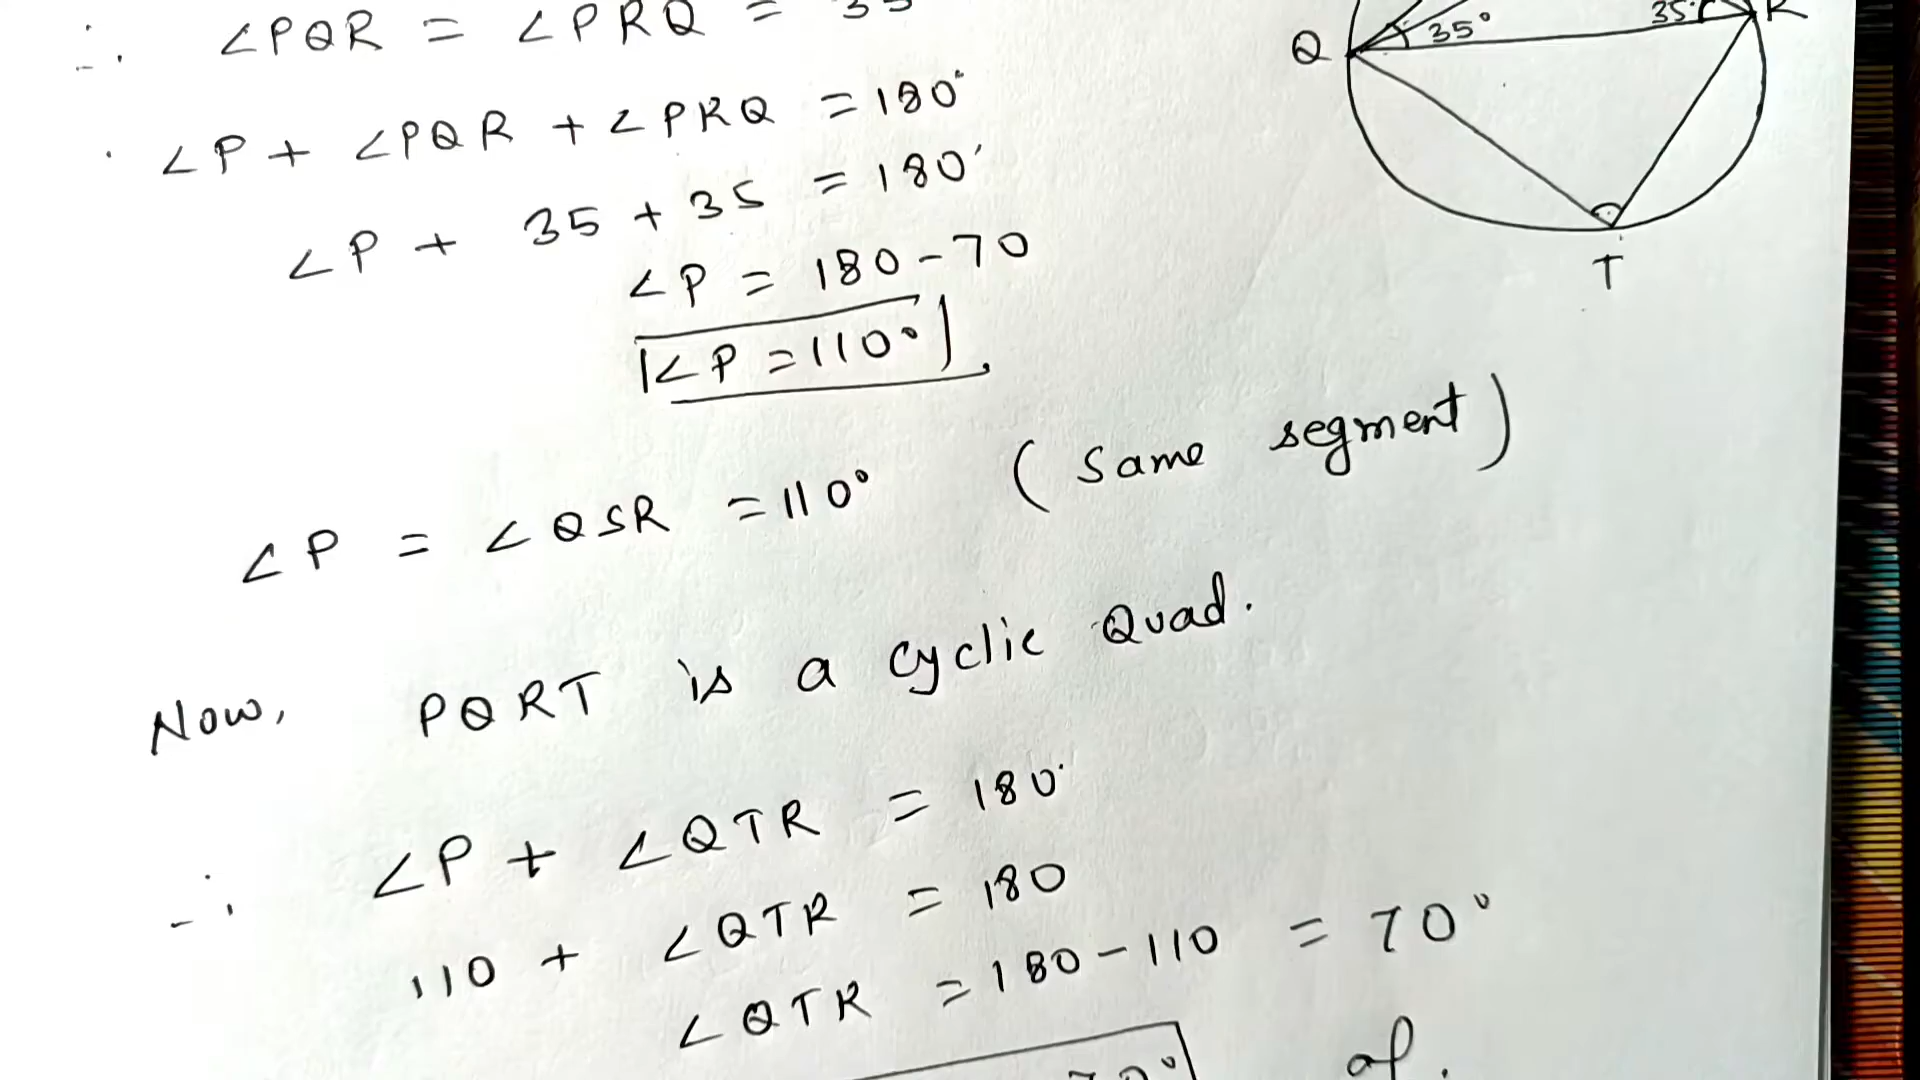 ∴ ∠PQR = ∠PRQ = 35
∠P + ∠PQR + ∠PRQ = 180°
∠P + 35 + 35 = 180°
∠P = 180 - 70
∠P = 110°
∠P = ∠QSR = 110° (Same segment)
Now, PQRT is a cyclic Quad.
∴ ∠P + ∠QTR = 180°
110 + ∠QTR = 180
∠QTR = 180 - 110 = 70°
70°
Q 35° 35° R
T